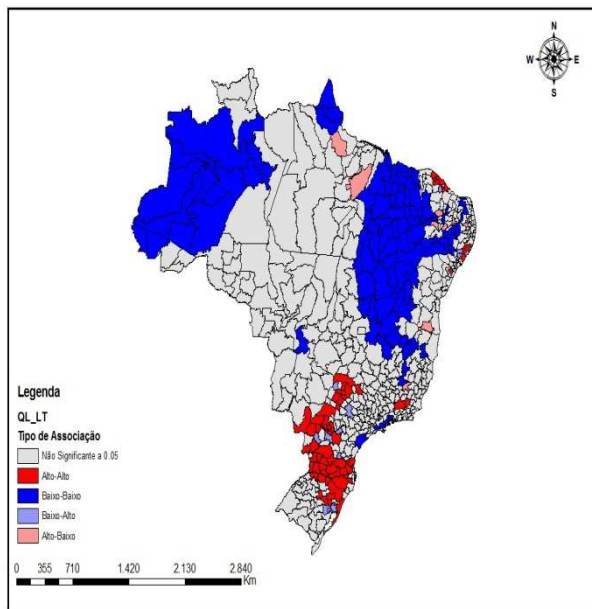 N
W E
S
Legenda
QL_LT
Tipo de Associação
Não Significante a 0.05
Alto-Alto
Baixo-Baixo
Baixo-Alto
Alto-Baixo
0 355 710 1.420 2.130 2.840
Km